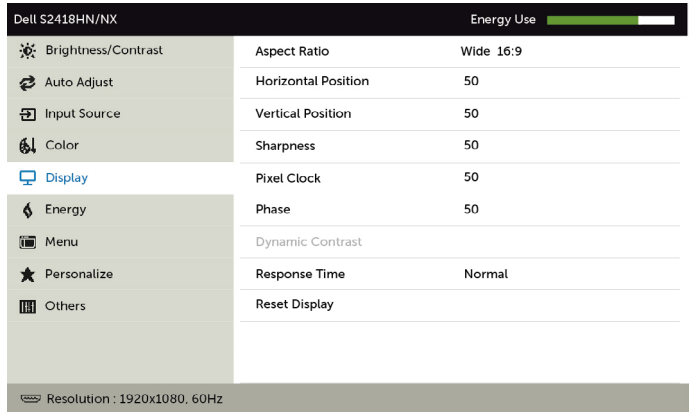 Dell S2418HN/NX Energy Use
Brightness/Contrast Aspect Ratio Wide 16:9
Auto Adjust Horizontal Position 50
Input Source Vertical Position 50
Color Sharpness 50
Display Pixel Clock 50
Energy Phase 50
Menu Dynamic Contrast
Personalize Response Time Normal
Others Reset Display
Resolution : 1920x1080, 60Hz